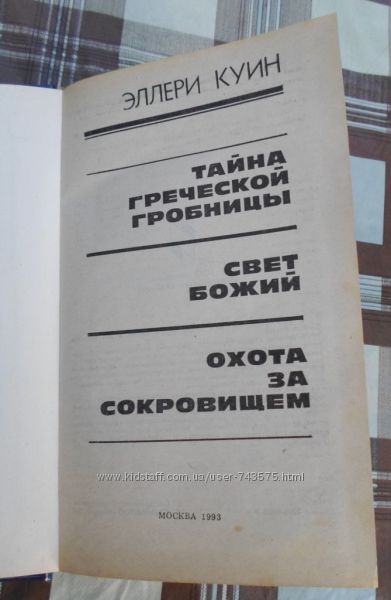 ЭЛЛЕРИ КУИН
ТАЙНА
ГРЕЧЕСКОЙ
ГРОБНИЦЫ
СВЕТ
БОЖИЙ
ОХОТА
ЗА
СОКРОВИЩЕМ
www.kidstaff.com.ua/user-743575.html
МОСКВА 1993